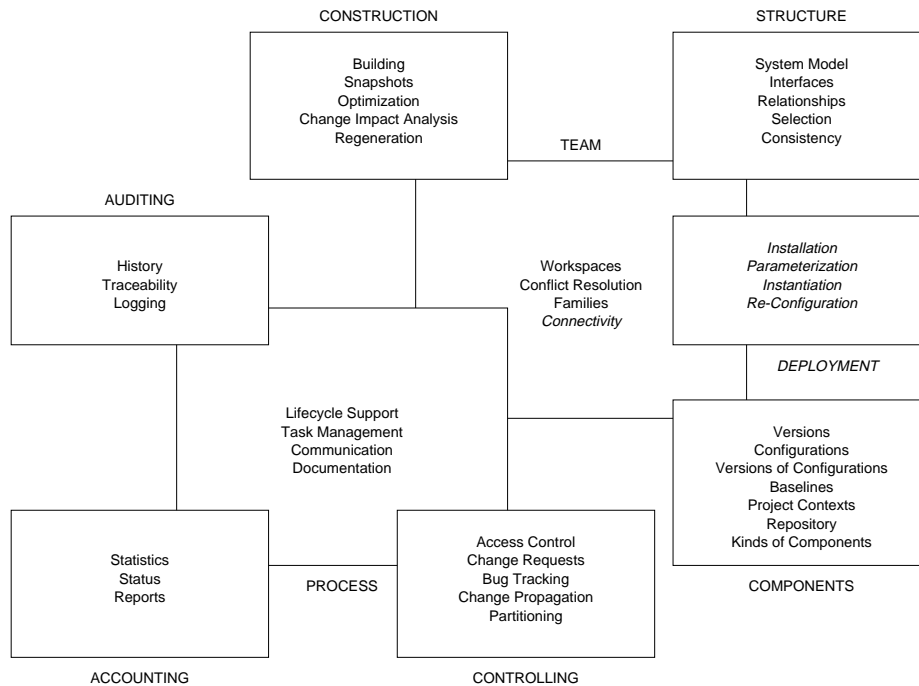 CONSTRUCTION
Building
Snapshots
Optimization
Change Impact Analysis
Regeneration
STRUCTURE
System Model
Interfaces
Relationships
Selection
Consistency
TEAM
Workspaces
Conflict Resolution
Families
Connectivity
AUDITING
History
Traceability
Logging
Installation
Parameterization
Instantiation
Re-Configuration
DEPLOYMENT
Lifecycle Support
Task Management
Communication
Documentation
PROCESS
Versions
Configurations
Versions of Configurations
Baselines
Project Contexts
Repository
Kinds of Components
COMPONENTS
Statistics
Status
Reports
ACCOUNTING
Access Control
Change Requests
Bug Tracking
Change Propagation
Partitioning
CONTROLLING